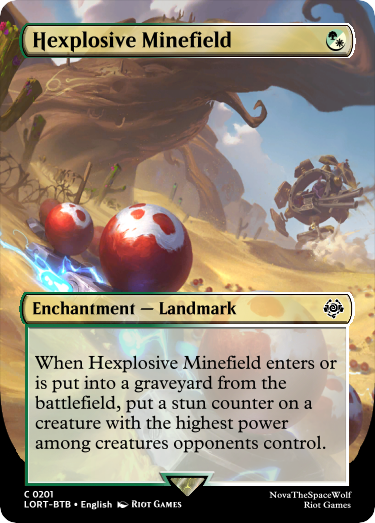 Hexplosive Minefield
Enchantment — Landmark
When Hexplosive Minefield enters or
is put into a graveyard from the
battlefield, put a stun counter on a
creature with the highest power
among creatures opponents control.
C 0201
LORT-BTB • English RIOT GAMES
NovaTheSpaceWolf
Riot Games